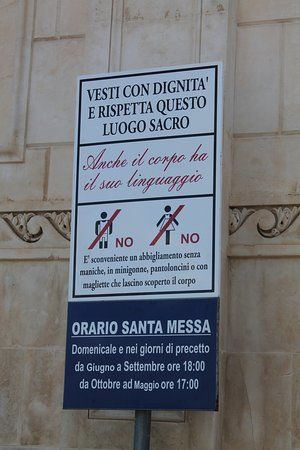 VESTI CON DIGNITA'
E RISPETTA QUESTO
LUOGO SACRO
Anche il corpo ha
il suo linguaggio
NO NO
E' sconveniente un abbigliamento senza
maniche, in minigonne, pantaloncini o con
magliette che lascino scoperto il corpo
ORARIO SANTA MESSA
Domenicale e nei giorni di precetto
da Giugno a Settembre ore 18:00
da Ottobre ad Maggio ore 17:00